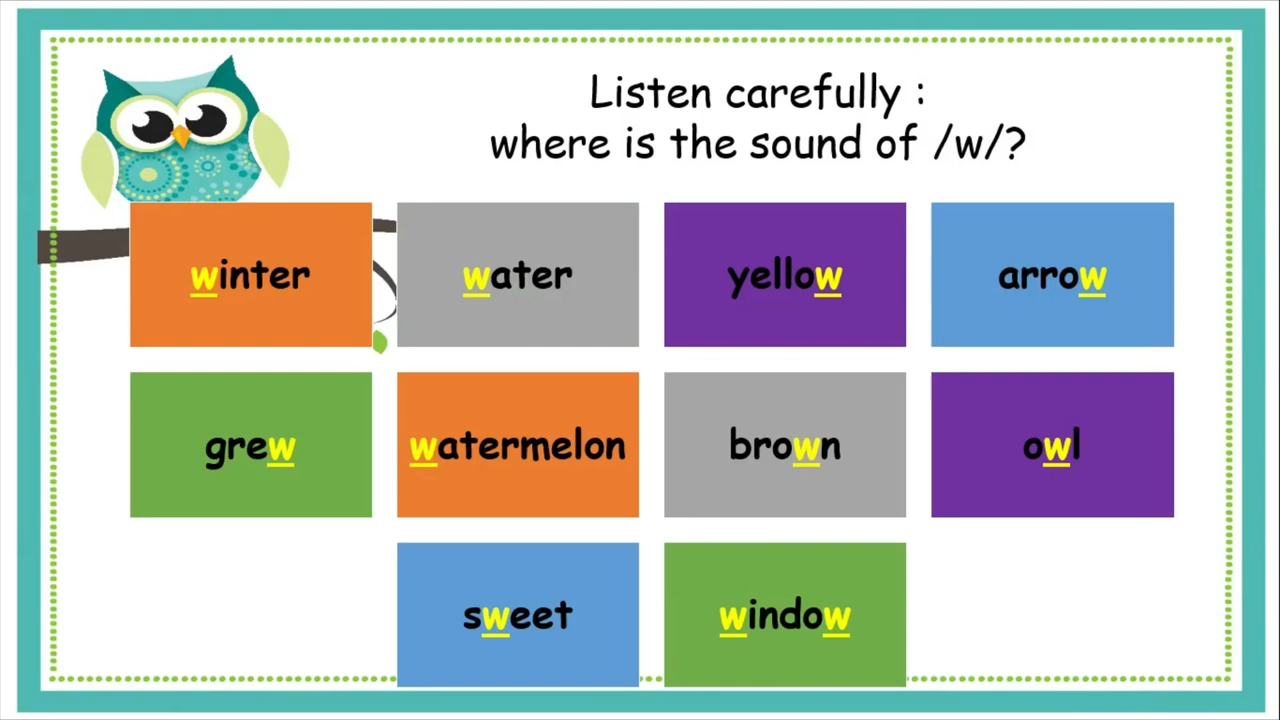 Listen carefully :
where is the sound of /w/?
winter
water
yellow
arrow
grew
watermelon
brown
owl
sweet
window